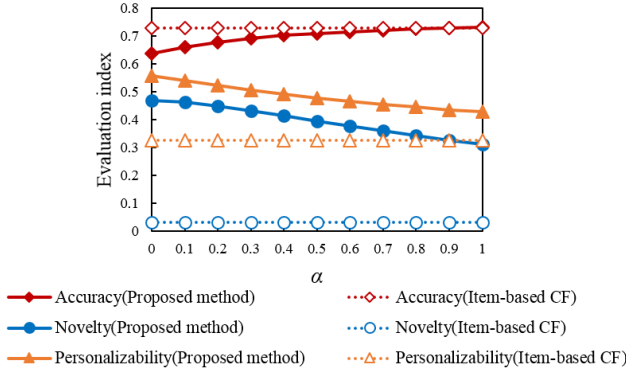 0.8
0.7
0.6
0.5
0.4
0.3
0.2
0.1
0
Evaluation index
0 0.1 0.2 0.3 0.4 0.5 0.6 0.7 0.8 0.9 1
α
Accuracy(Proposed method) Accuracy(Item-based CF)
Novelty(Proposed method) Novelty(Item-based CF)
Personalizability(Proposed method) Personalizability(Item-based CF)